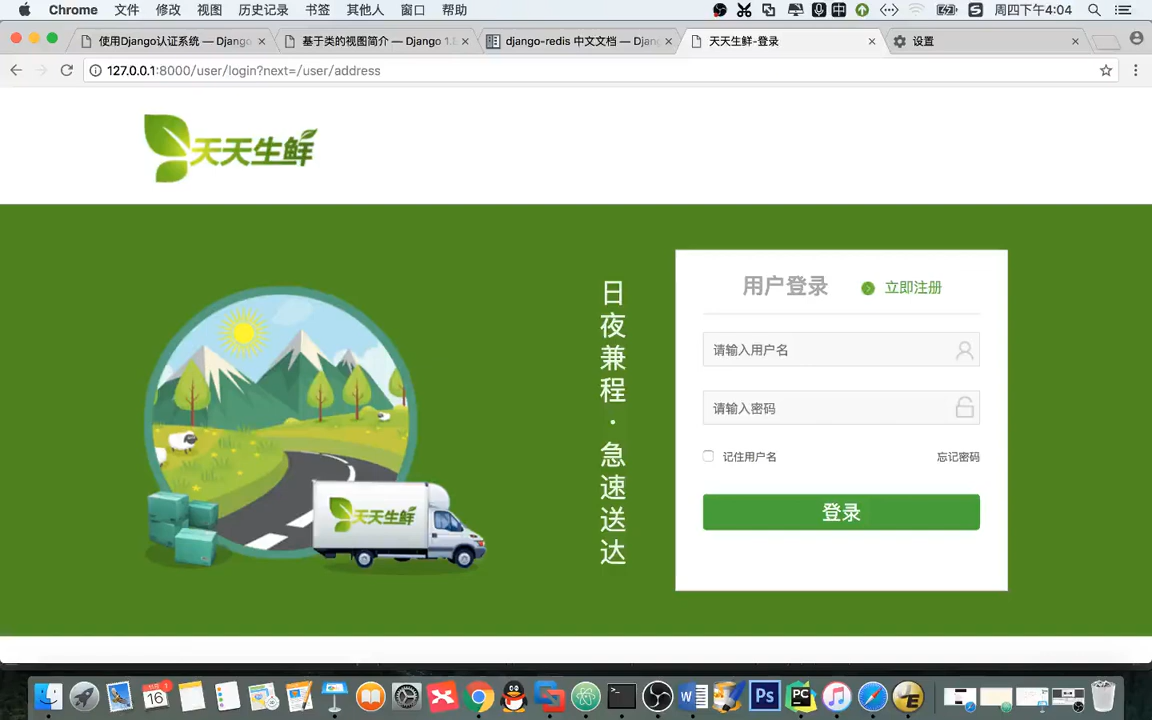 Chrome 文件 修改 视图 历史记录 书签 其他人 窗口 帮助 周四下午4:04
使用Django认证系统 — Django
基于类的视图简介 — Django 1.8
django-redis 中文文档 — Djan
天天生鲜-登录
设置
127.0.0.1:8000/user/login?next=/user/address
天天生鲜
日夜兼程·急速送达
天天生鲜
用户登录 立即注册
请输入用户名
请输入密码
记住用户名 忘记密码
登录
16
W
Ps
PC